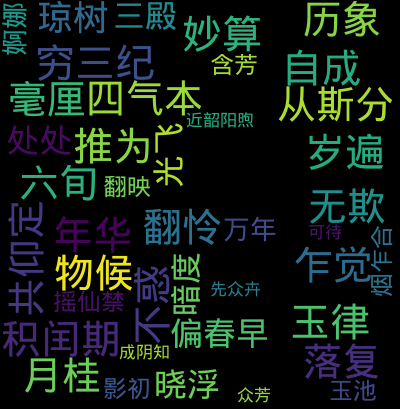 婀娜
琼树
三殿
妙算
历象
穷三纪
含芳
自成
毫厘
四气本
从斯分
近韶阳煦
处处
推为
光飞
岁遍
六旬
翻映
无欺
共仰定
年华
翻怜
万年
可待
烟乍合
物候
乍觉
摇仙禁
不惑
暗度
先众卉
积闰期
偏春早
玉律
成阴知
落复
月桂
影初
晓浮
众芳
玉池